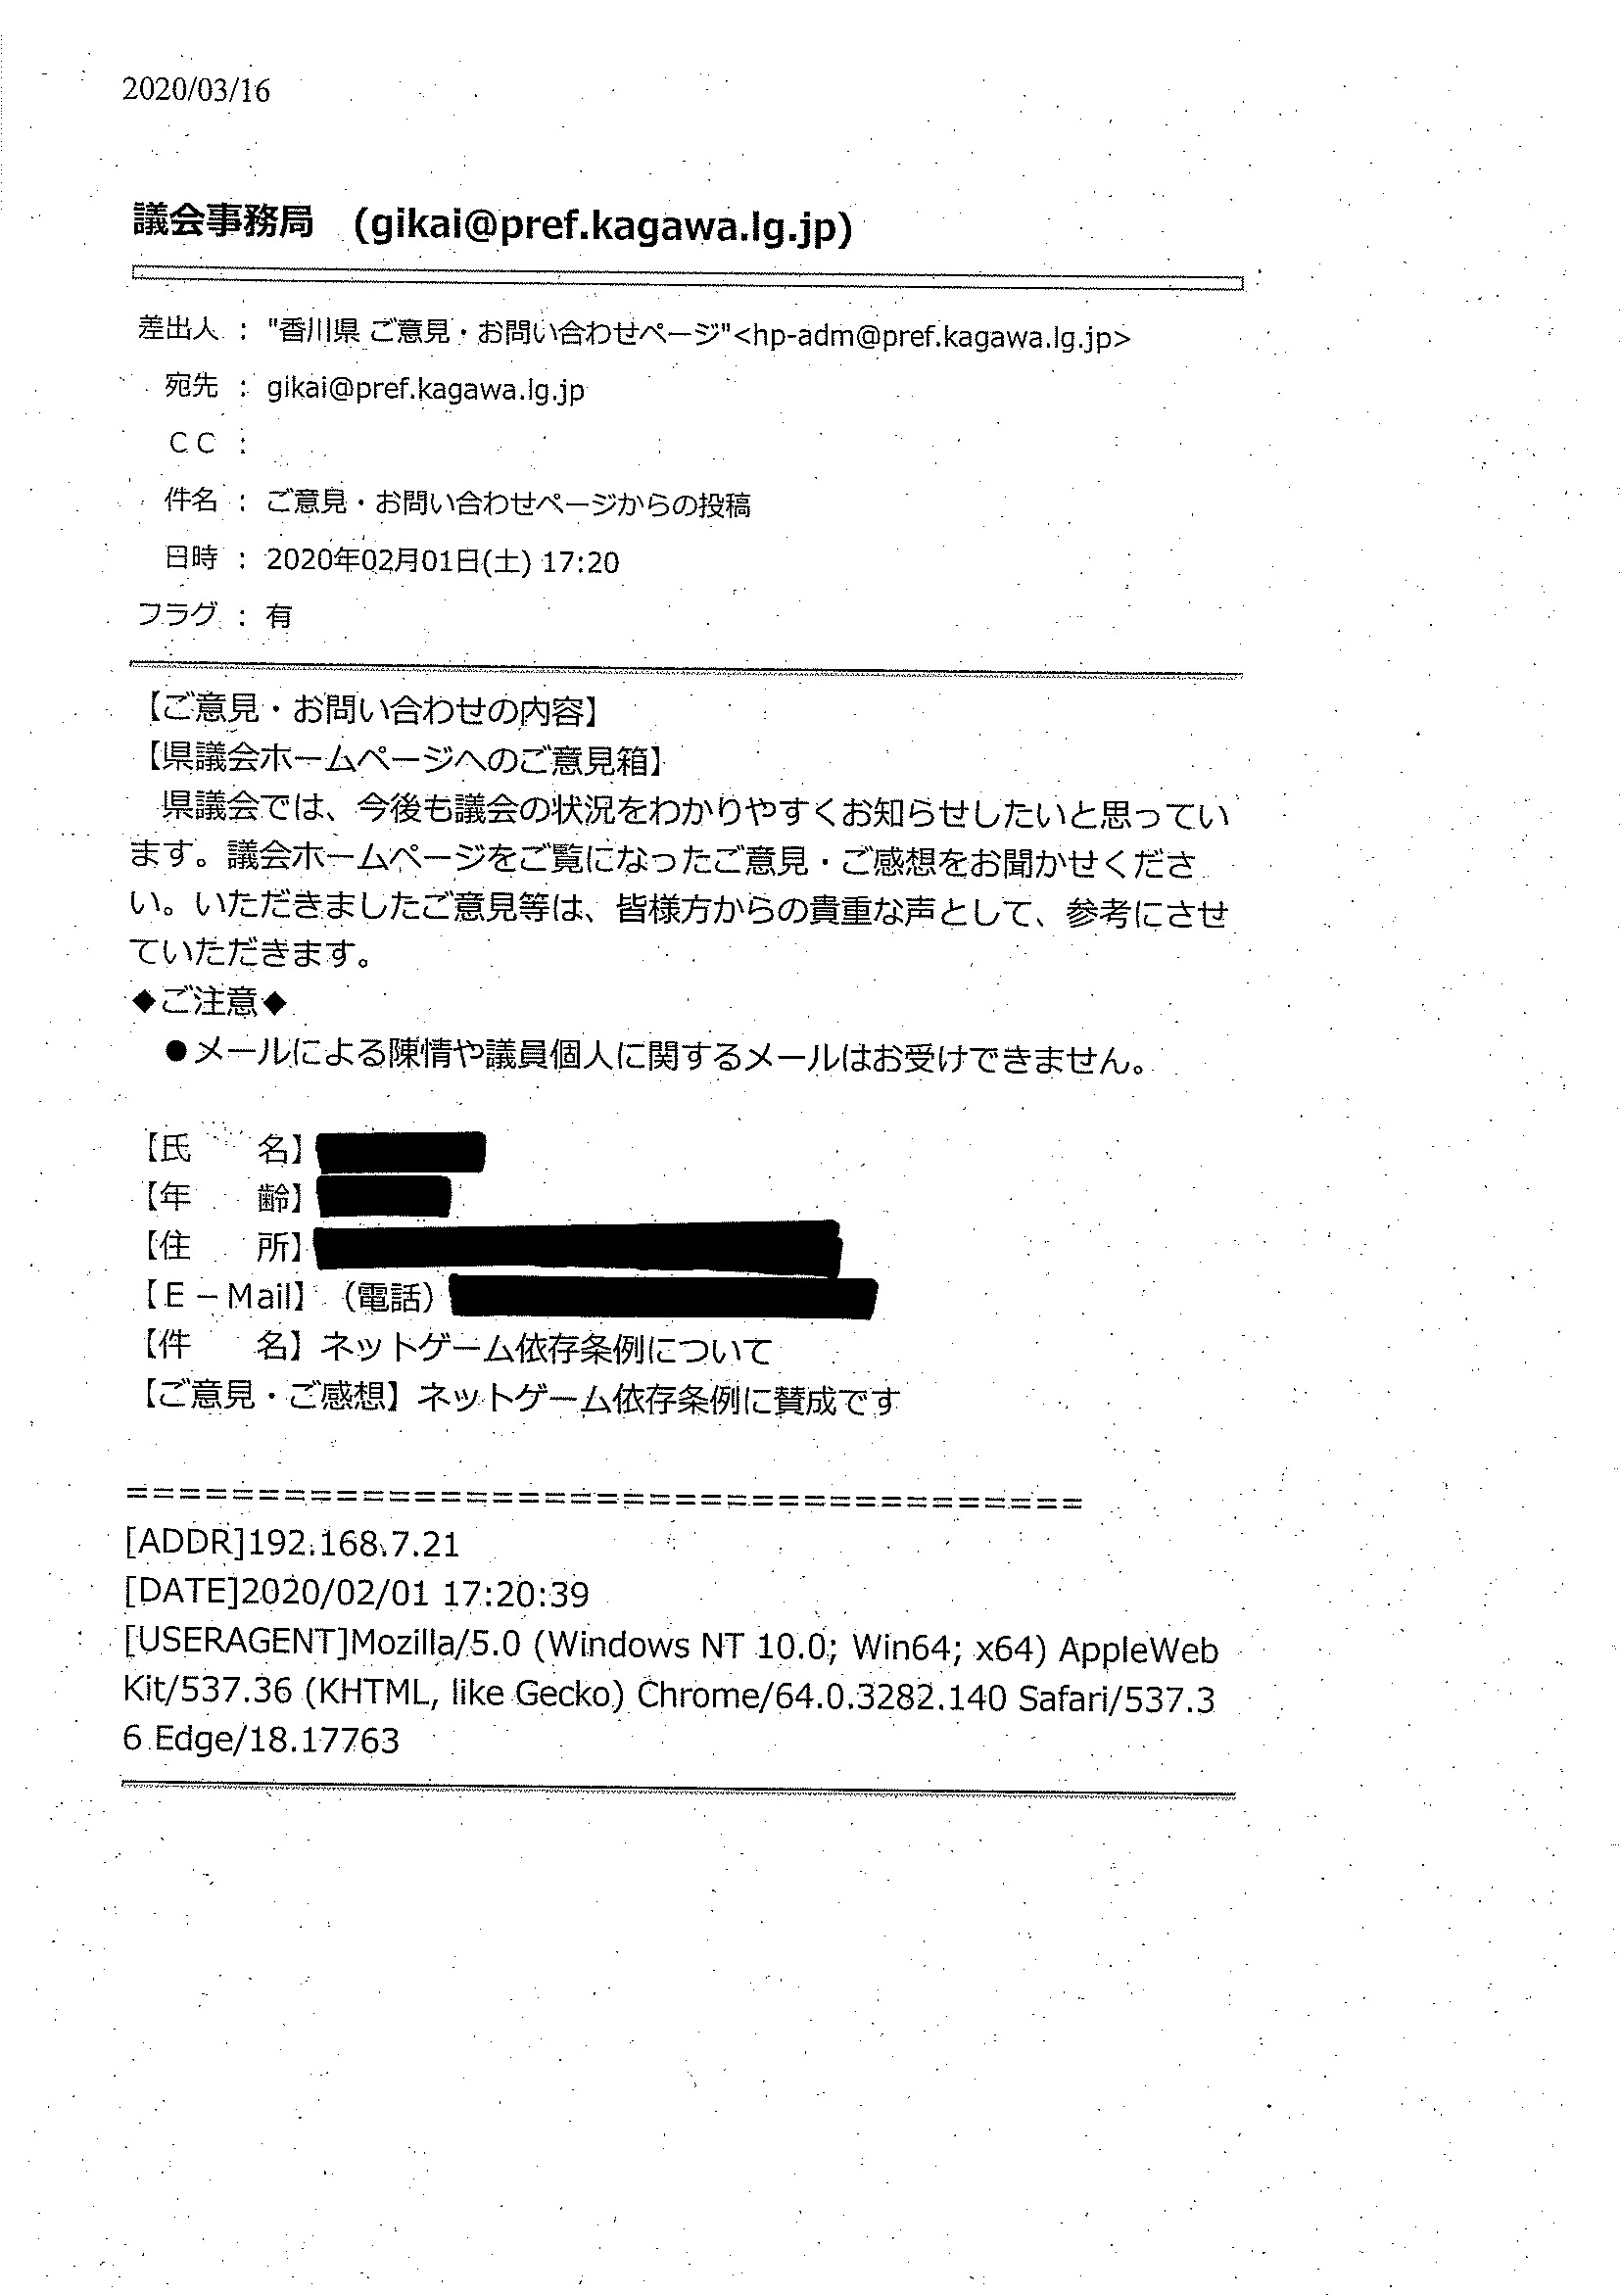 2020/03/16
議会事務局　(gikai@pref.kagawa.lg.jp)
差出人 ： "香川県 ご意見・お問い合わせページ"<hp-adm@pref.kagawa.lg.jp>
宛先 ： gikai@pref.kagawa.lg.jp
ＣＣ ：
件名 ： ご意見・お問い合わせページからの投稿
日時 ： 2020年02月01日(土) 17:20
フラグ ： 有
【ご意見・お問い合わせの内容】
【県議会ホームページへのご意見箱】
　県議会では、今後も議会の状況をわかりやすくお知らせしたいと思ってい
ます。議会ホームページをご覧になったご意見・ご感想をお聞かせくださ
い。いただきましたご意見等は、皆様方からの貴重な声として、参考にさせ
ていただきます。
◆ご注意◆
　●メールによる陳情や議員個人に関するメールはお受けできません。
【氏　　名】
【年　　齢】
【住　　所】
【Ｅ－Mail】（電話）
【件　　名】ネットゲーム依存条例について
【ご意見・ご感想】ネットゲーム依存条例に賛成です
=====================================
[ADDR]192.168.7.21
[DATE]2020/02/01 17:20:39
[USERAGENT]Mozilla/5.0 (Windows NT 10.0; Win64; x64) AppleWeb
Kit/537.36 (KHTML, like Gecko) Chrome/64.0.3282.140 Safari/537.3
6 Edge/18.17763